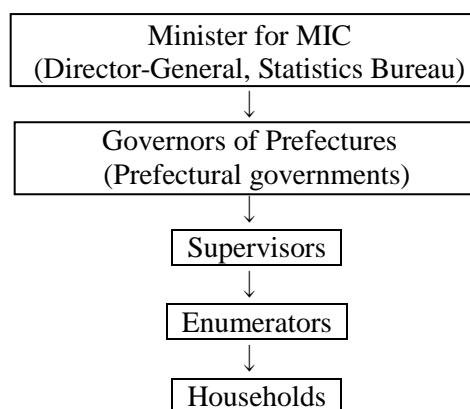 Minister for MIC
(Director-General, Statistics Bureau)
↓
Governors of Prefectures
(Prefectural governments)
↓
Supervisors
↓
Enumerators
↓
Households